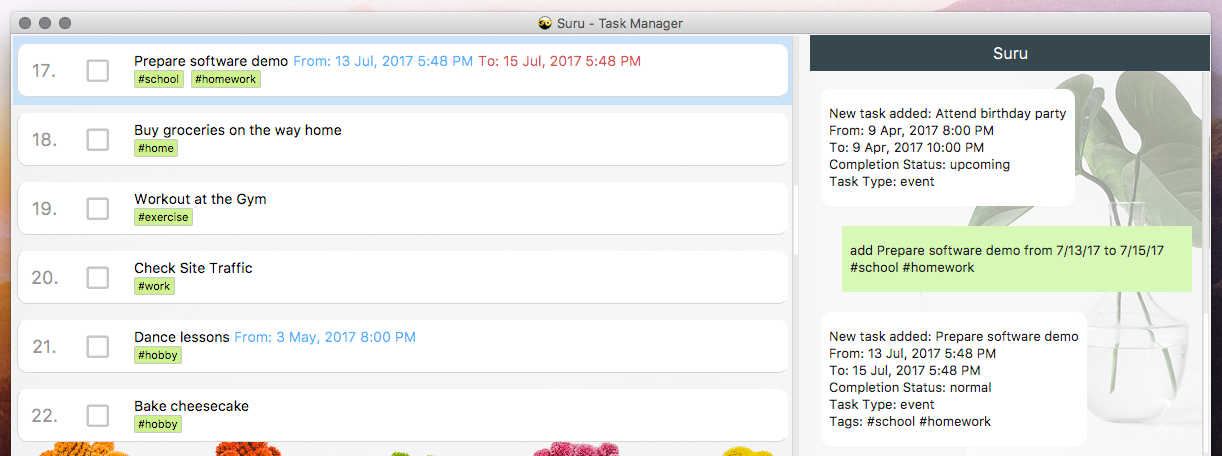 Suru - Task Manager
17.
Prepare software demo From: 13 Jul, 2017 5:48 PM To: 15 Jul, 2017 5:48 PM
#school #homework
18.
Buy groceries on the way home
#home
19.
Workout at the Gym
#exercise
20.
Check Site Traffic
#work
21.
Dance lessons From: 3 May, 2017 8:00 PM
#hobby
22.
Bake cheesecake
#hobby
Suru
New task added: Attend birthday party
From: 9 Apr, 2017 8:00 PM
To: 9 Apr, 2017 10:00 PM
Completion Status: upcoming
Task Type: event
add Prepare software demo from 7/13/17 to 7/15/17
#school #homework
New task added: Prepare software demo
From: 13 Jul, 2017 5:48 PM
To: 15 Jul, 2017 5:48 PM
Completion Status: normal
Task Type: event
Tags: #school #homework